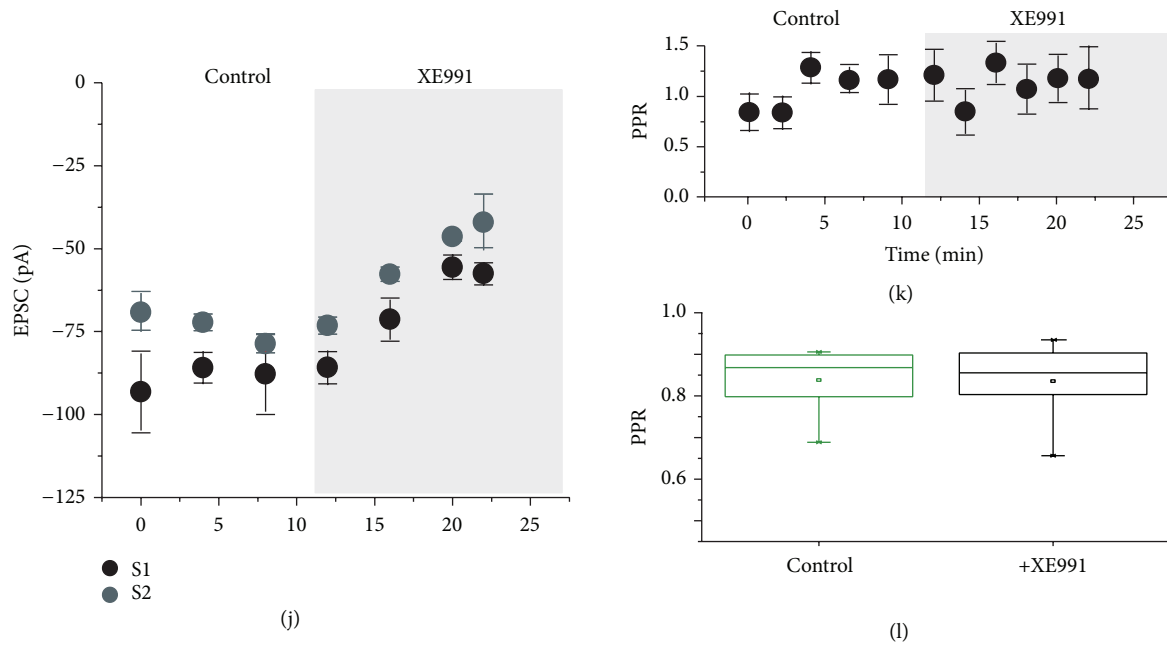 Control XE991
0
−25
−50
−75
−100
−125
EPSC (pA)
0 5 10 15 20 25
S1
S2
(j)
Control XE991
1.5
1.0
0.5
0.0
PPR
0 5 10 15 20 25
Time (min)
(k)
1.0
0.8
0.6
PPR
Control +XE991
(l)